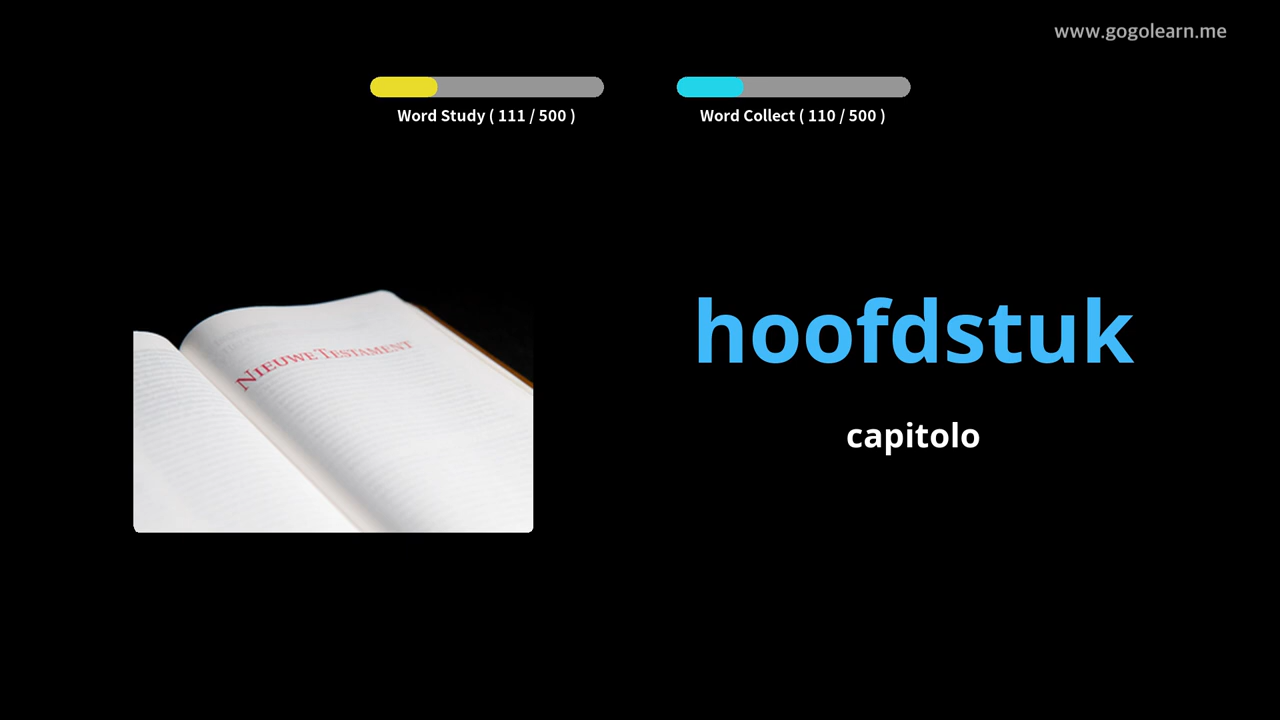 www.gogolearn.me
Word Study ( 111 / 500 )
Word Collect ( 110 / 500 )
NIEUWE TESTAMENT
hoofdstuk
capitolo